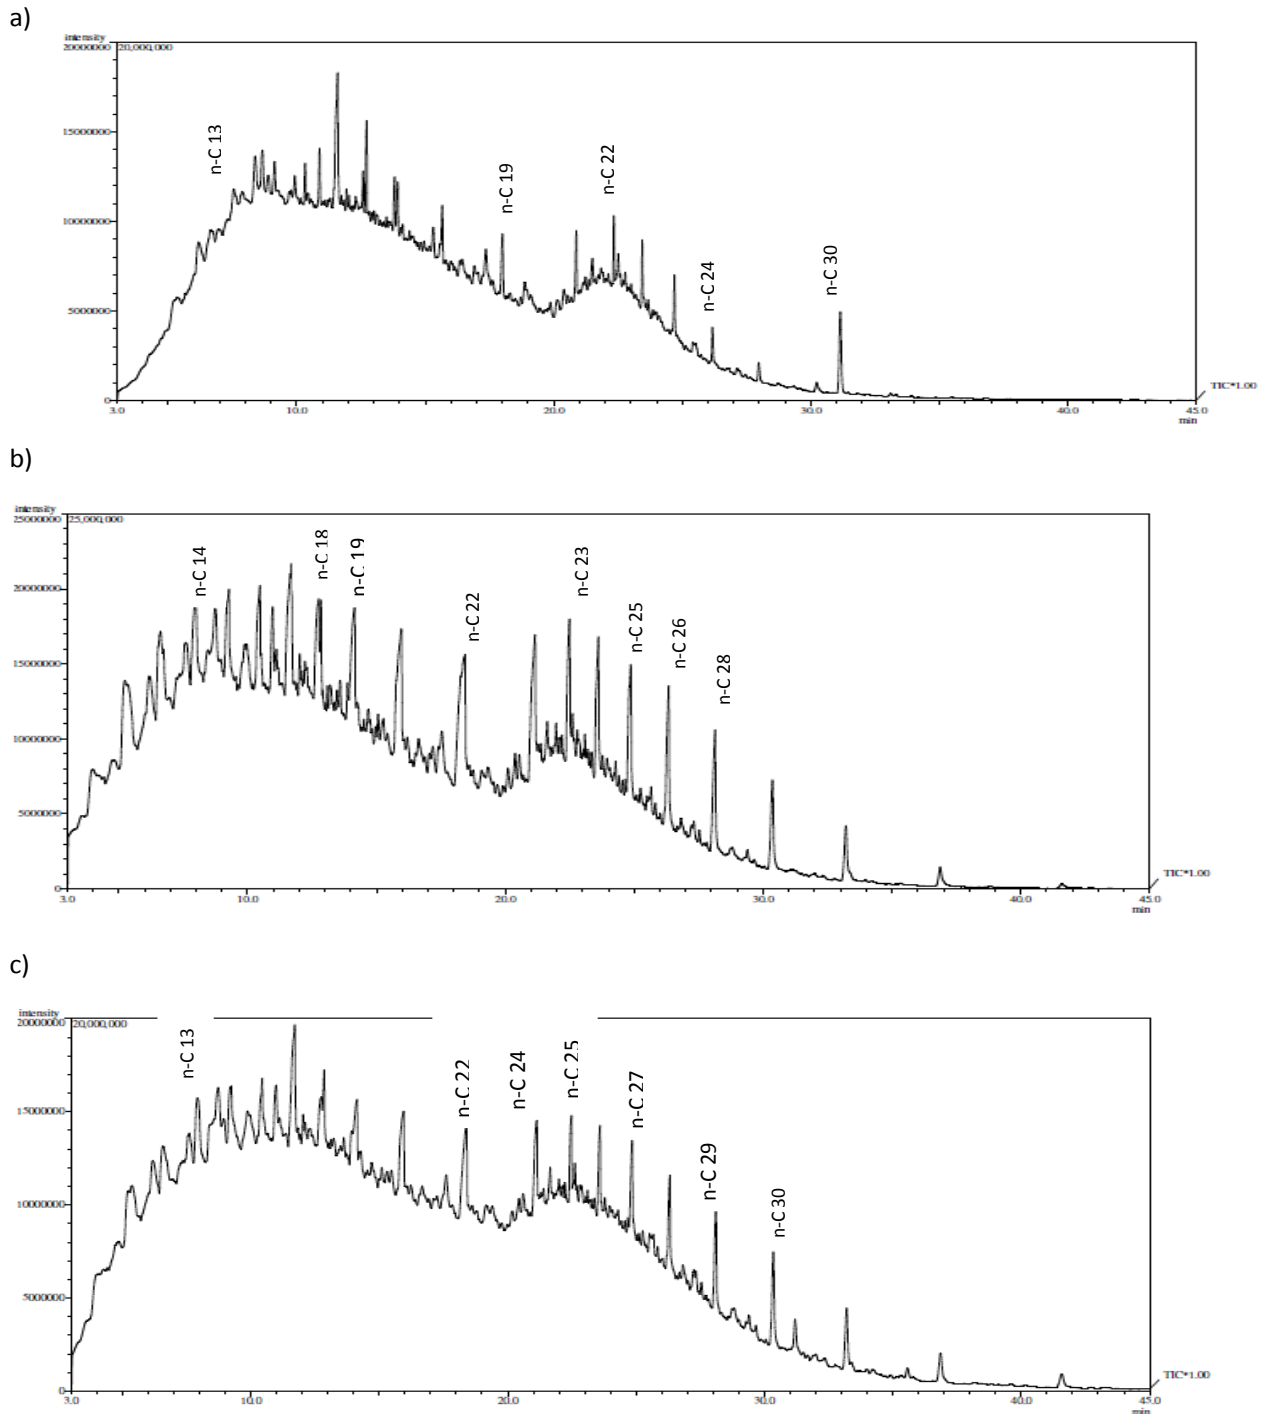 a)
intensity
20000000 20,000,000
n-C 13
15000000
n-C 19
n-C 22
10000000
n-C 24
n-C 30
5000000
0
TIC*1.00
3.0 10.0 20.0 30.0 40.0 45.0
min
b)
intensity
25000000 25,000,000
n-C 14
n-C 18
n-C 19
n-C 22
n-C 23
n-C 25
n-C 26
n-C 28
20000000
15000000
10000000
5000000
0
TIC*1.00
3.0 10.0 20.0 30.0 40.0 45.0
min
c)
intensity
20000000 20,000,000
n-C 13
n-C 22
n-C 24
n-C 25
n-C 27
n-C 29
n-C 30
15000000
10000000
5000000
0
TIC*1.00
3.0 10.0 20.0 30.0 40.0 45.0
min